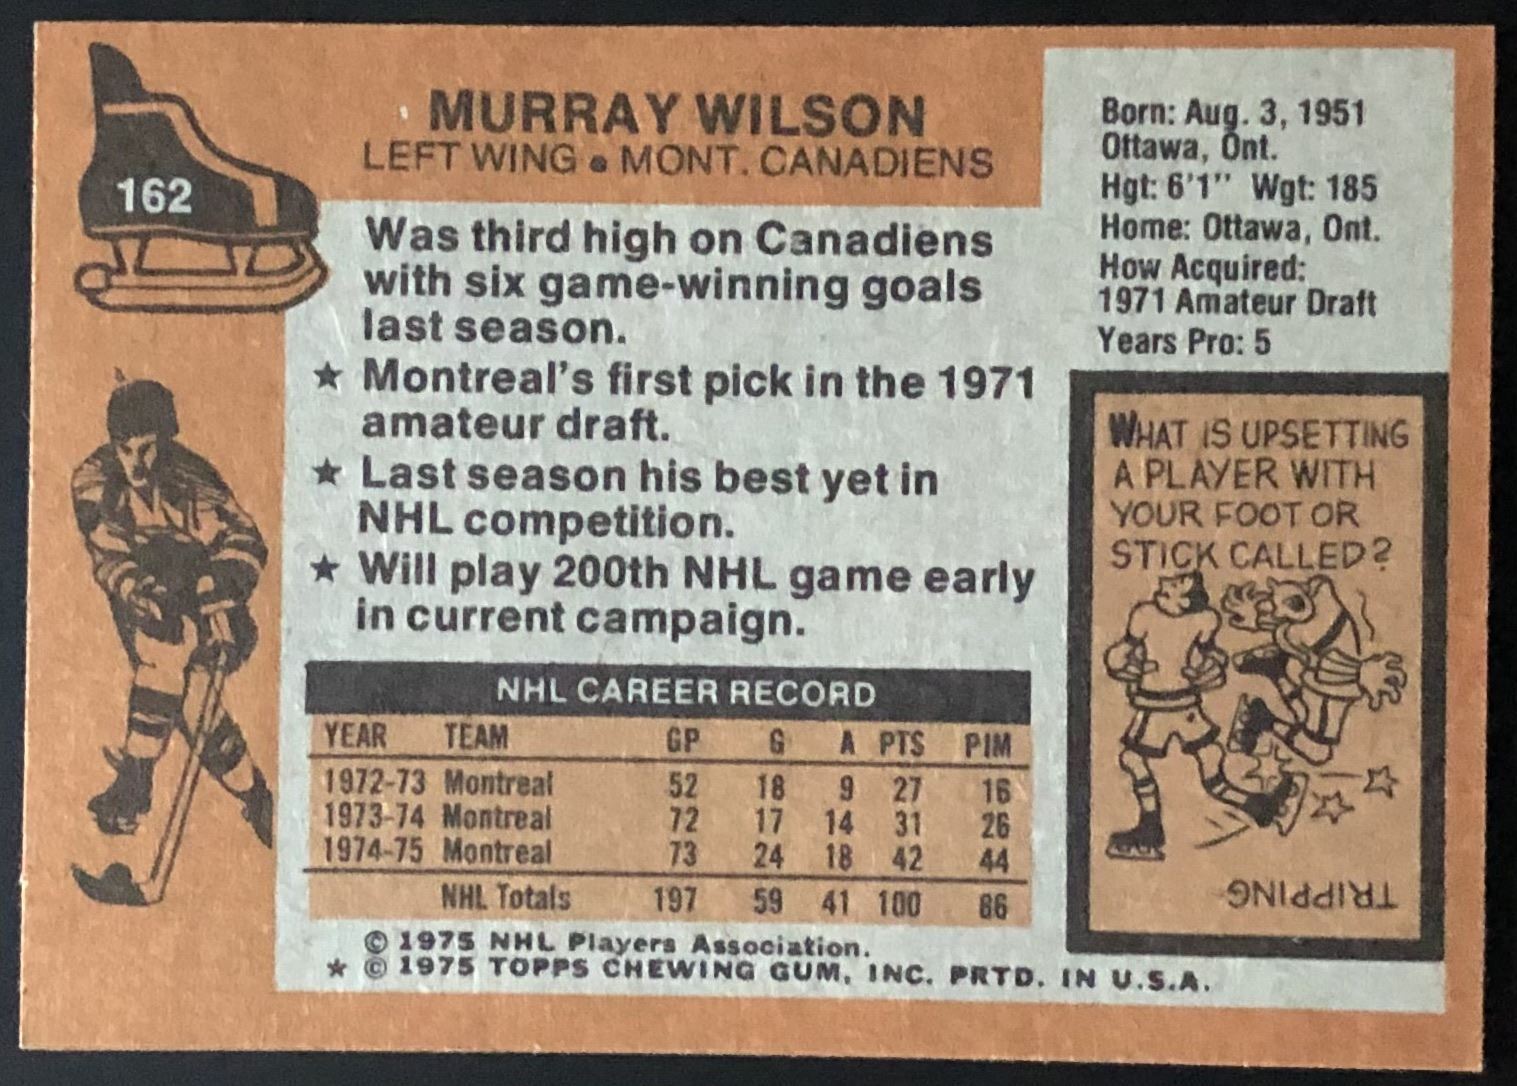 162
MURRAY WILSON
LEFT WING • MONT. CANADIENS
Born: Aug. 3, 1951
Ottawa, Ont.
Hgt: 6'1" Wgt: 185
Home: Ottawa, Ont.
How Acquired:
1971 Amateur Draft
Years Pro: 5
Was third high on Canadiens
with six game-winning goals
last season.
★ Montreal's first pick in the 1971
amateur draft.
★ Last season his best yet in
NHL competition.
★ Will play 200th NHL game early
in current campaign.
NHL CAREER RECORD
YEAR TEAM GP G A PTS PIM
1972-73 Montreal 52 18 9 27 16
1973-74 Montreal 72 17 14 31 26
1974-75 Montreal 73 24 18 42 44
NHL Totals 197 59 41 100 86
WHAT IS UPSETTING
A PLAYER WITH
YOUR FOOT OR
STICK CALLED?
TRIPPING
© 1975 NHL Players Association.
★ © 1975 TOPPS CHEWING GUM, INC. PRTD. IN U.S.A.